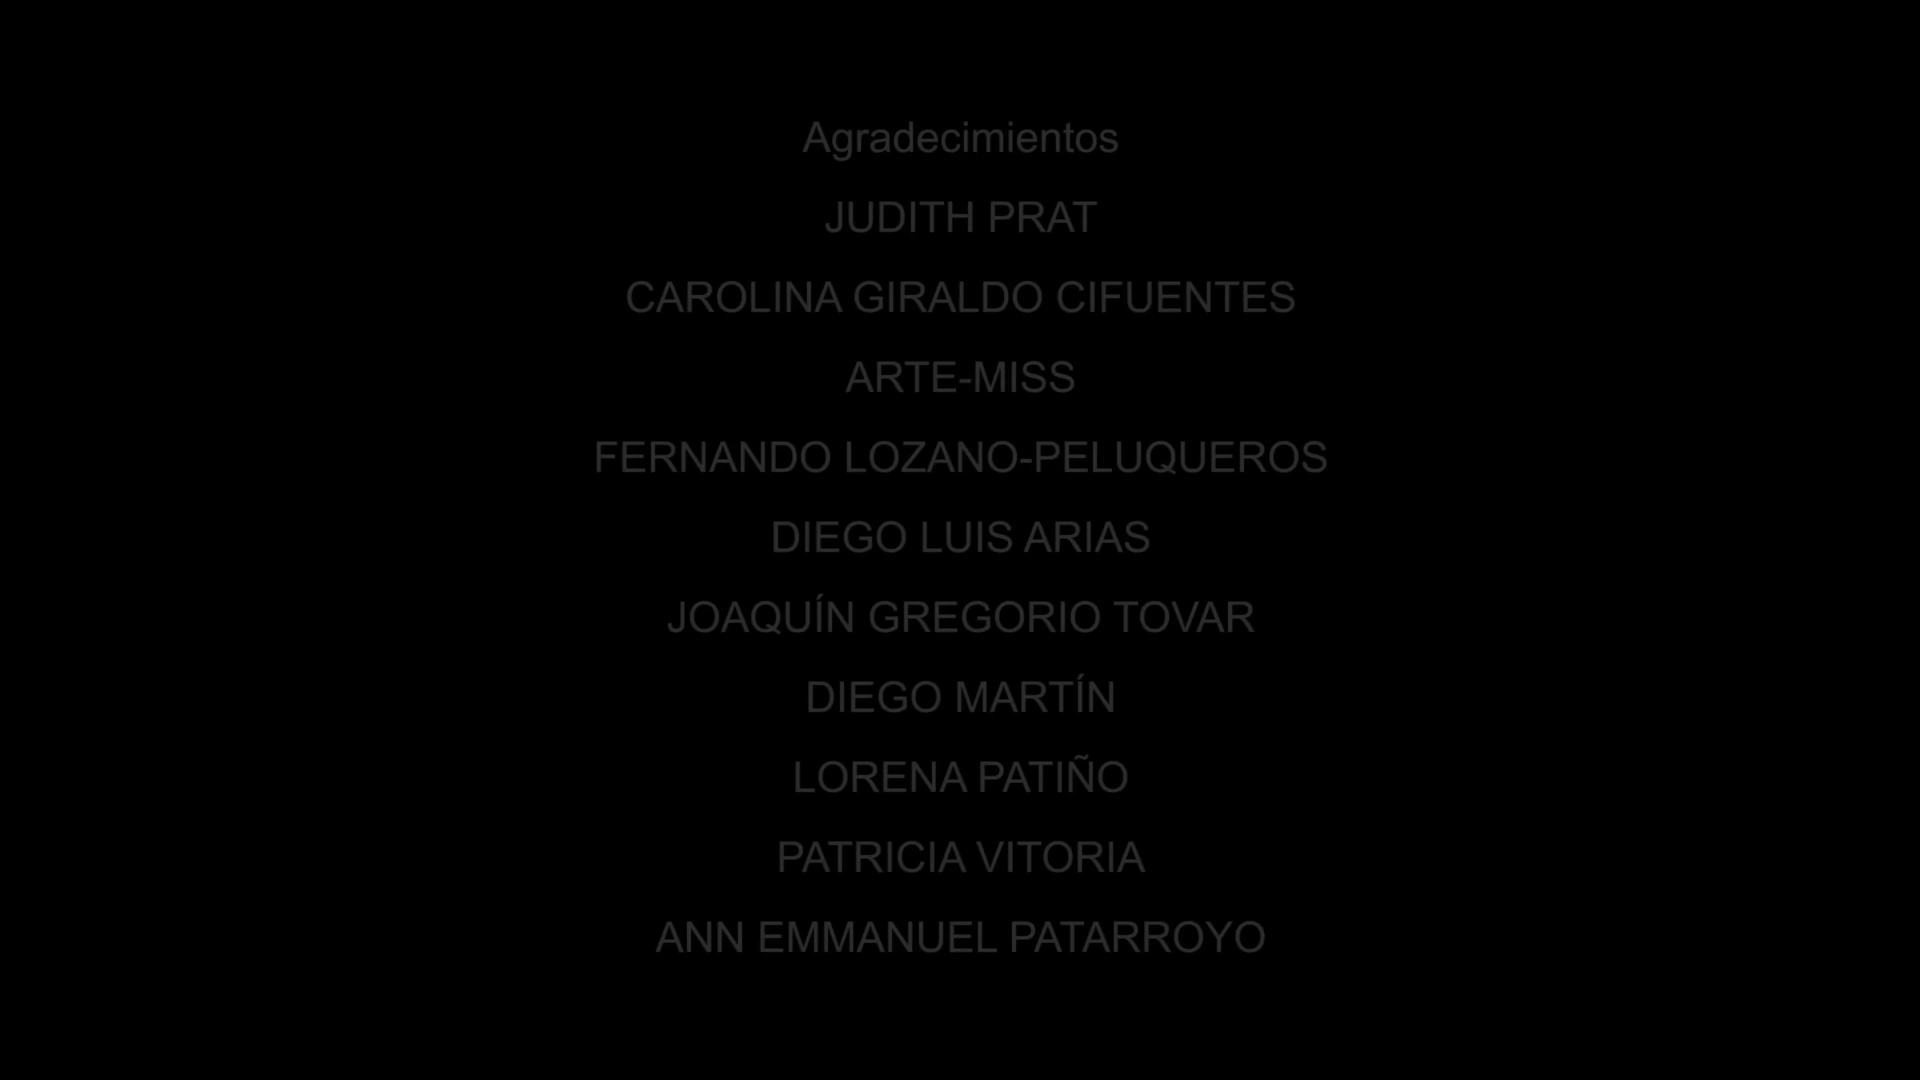 Agradecimientos
JUDITH PRAT
CAROLINA GIRALDO CIFUENTES
ARTE-MISS
FERNANDO LOZANO-PELUQUEROS
DIEGO LUIS ARIAS
JOAQUÍN GREGORIO TOVAR
DIEGO MARTÍN
LORENA PATIÑO
PATRICIA VITORIA
ANN EMMANUEL PATARROYO